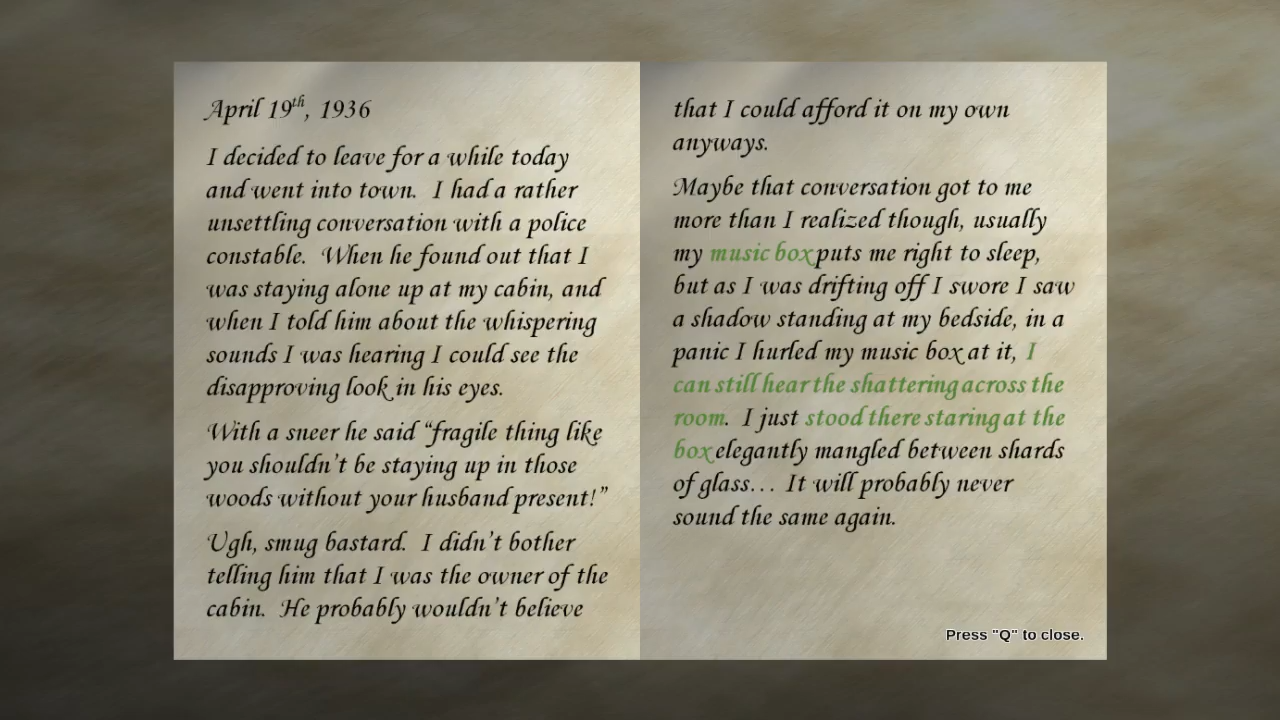 April 19th, 1936
I decided to leave for a while today
and went into town.  I had a rather
unsettling conversation with a police
constable.  When he found out that I
was staying alone up at my cabin, and
when I told him about the whispering
sounds I was hearing I could see the
disapproving look in his eyes.
With a sneer he said “fragile thing like
you shouldn’t be staying up in those
woods without your husband present!”
Ugh, smug bastard.  I didn’t bother
telling him that I was the owner of the
cabin.  He probably wouldn’t believe
that I could afford it on my own
anyways.
Maybe that conversation got to me
more than I realized though, usually
my music box puts me right to sleep,
but as I was drifting off I swore I saw
a shadow standing at my bedside, in a
panic I hurled my music box at it, I
can still hear the shattering across the
room.  I just stood there staring at the
box elegantly mangled between shards
of glass… It will probably never
sound the same again.
Press "Q" to close.